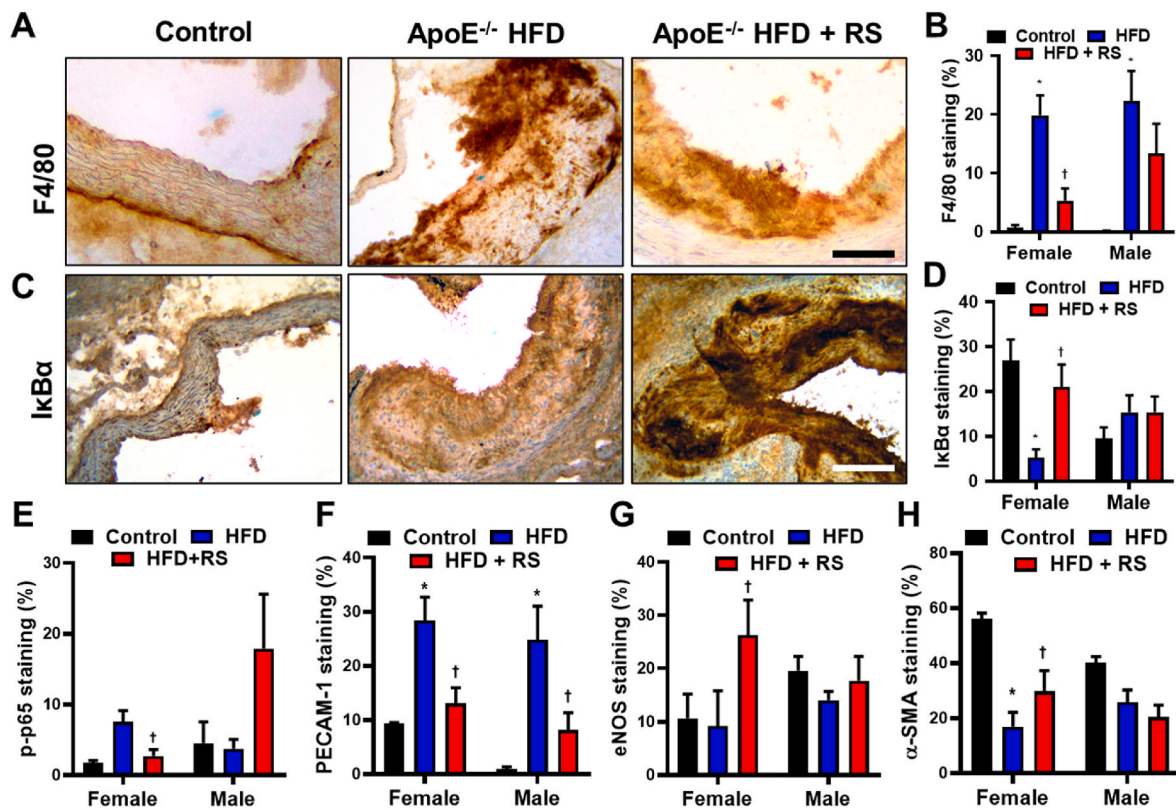 A
Control
ApoE-/- HFD
ApoE-/- HFD + RS
F4/80
B
Control
HFD
HFD + RS
F4/80 staining (%)
30
20
10
0
*
†
*
Female
Male
C
IκBα
D
Control
HFD
HFD + RS
IκBα staining (%)
40
30
20
10
0
*
†
Female
Male
E
Control
HFD
HFD+RS
p-p65 staining (%)
30
20
10
0
†
Female
Male
F
Control
HFD
HFD + RS
PECAM-1 staining (%)
40
30
20
10
0
*
†
*
†
Female
Male
G
Control
HFD
HFD + RS
eNOS staining (%)
40
30
20
10
0
†
Female
Male
H
Control
HFD
HFD + RS
α-SMA staining (%)
80
60
40
20
0
*
†
Female
Male